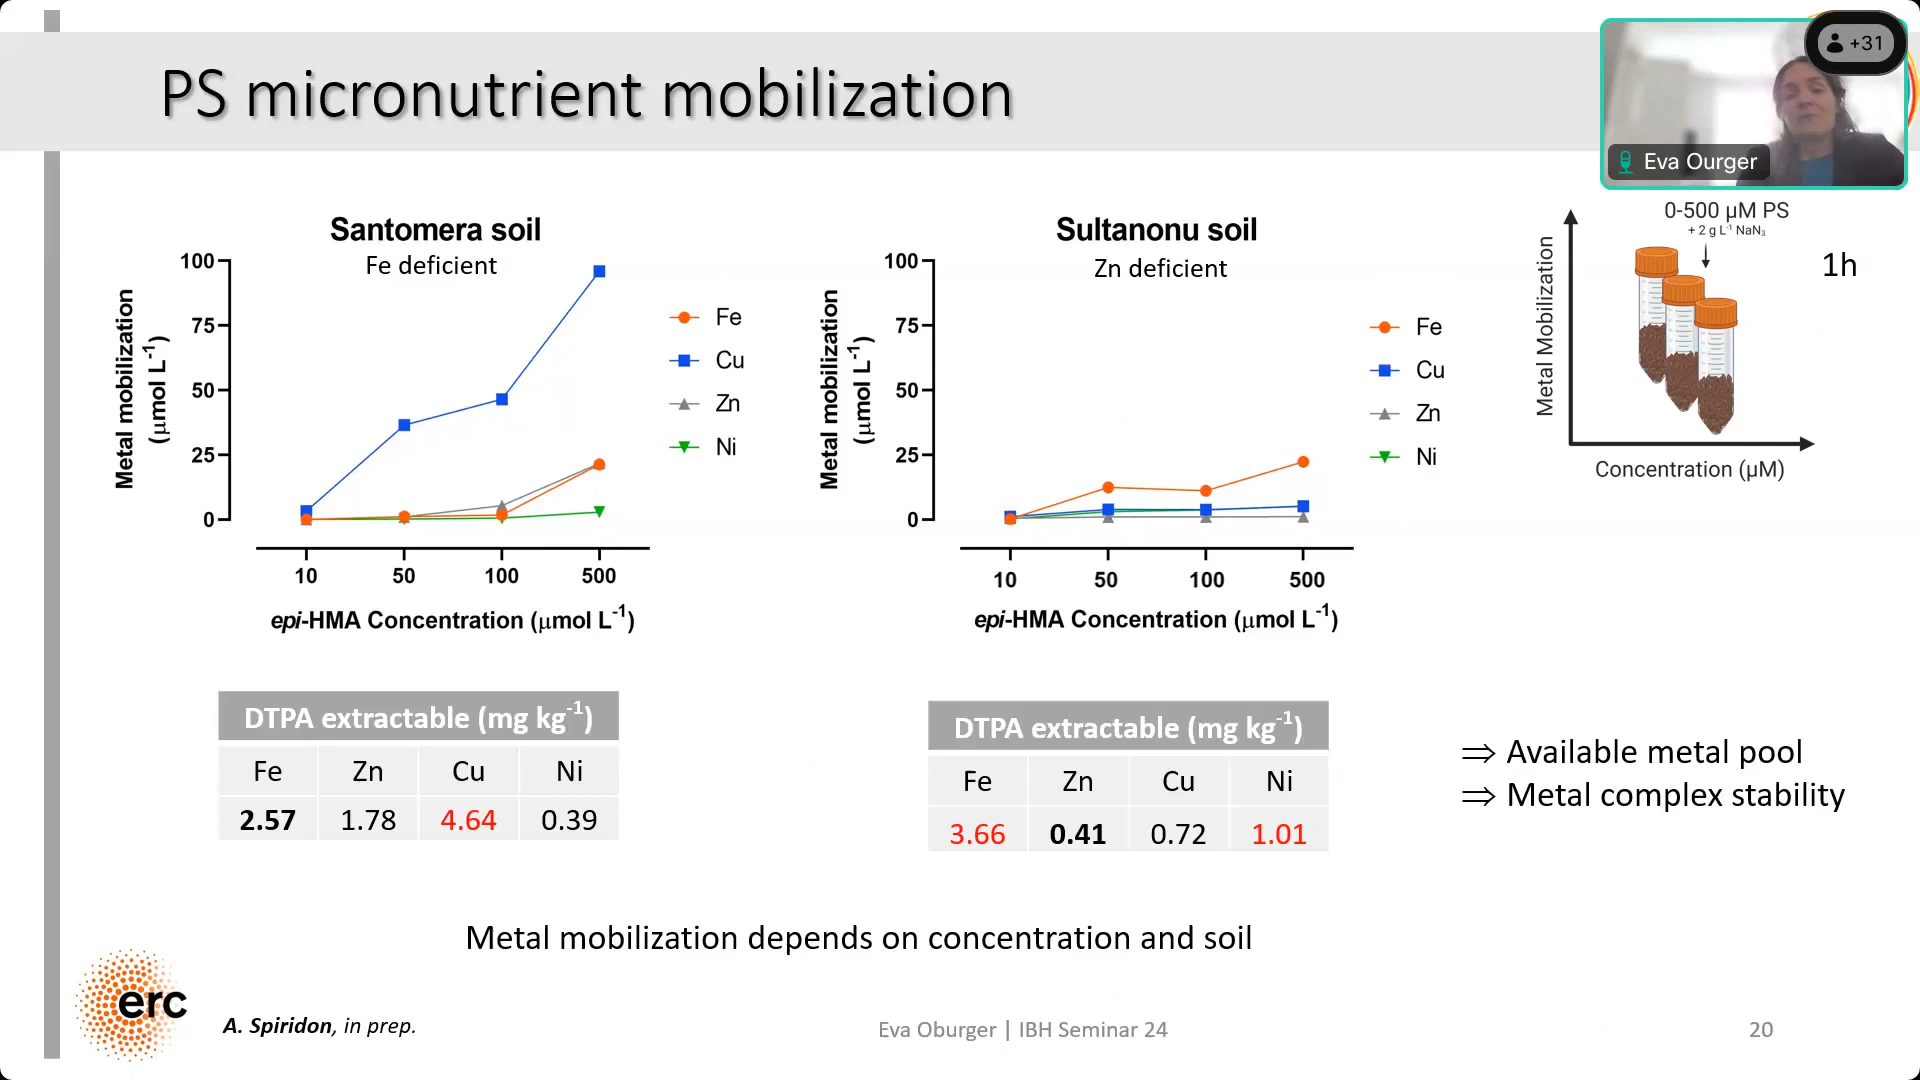 PS micronutrient mobilization
+31
Eva Ourger
Santomera soil
Fe deficient
100
75
50
25
0
Metal mobilization
(µmol L-1)
10 50 100 500
epi-HMA Concentration (µmol L-1)
Fe
Cu
Zn
Ni
Sultanonu soil
Zn deficient
100
75
50
25
0
Metal mobilization
(µmol L-1)
10 50 100 500
epi-HMA Concentration (µmol L-1)
Fe
Cu
Zn
Ni
0-500 µM PS
+ 2 g L-1 NaN3
1h
Metal Mobilization
Concentration (µM)
DTPA extractable (mg kg-1)
Fe Zn Cu Ni
2.57 1.78 4.64 0.39
DTPA extractable (mg kg-1)
Fe Zn Cu Ni
3.66 0.41 0.72 1.01
⇒ Available metal pool
⇒ Metal complex stability
Metal mobilization depends on concentration and soil
erc
A. Spiridon, in prep.
Eva Oburger | IBH Seminar 24
20